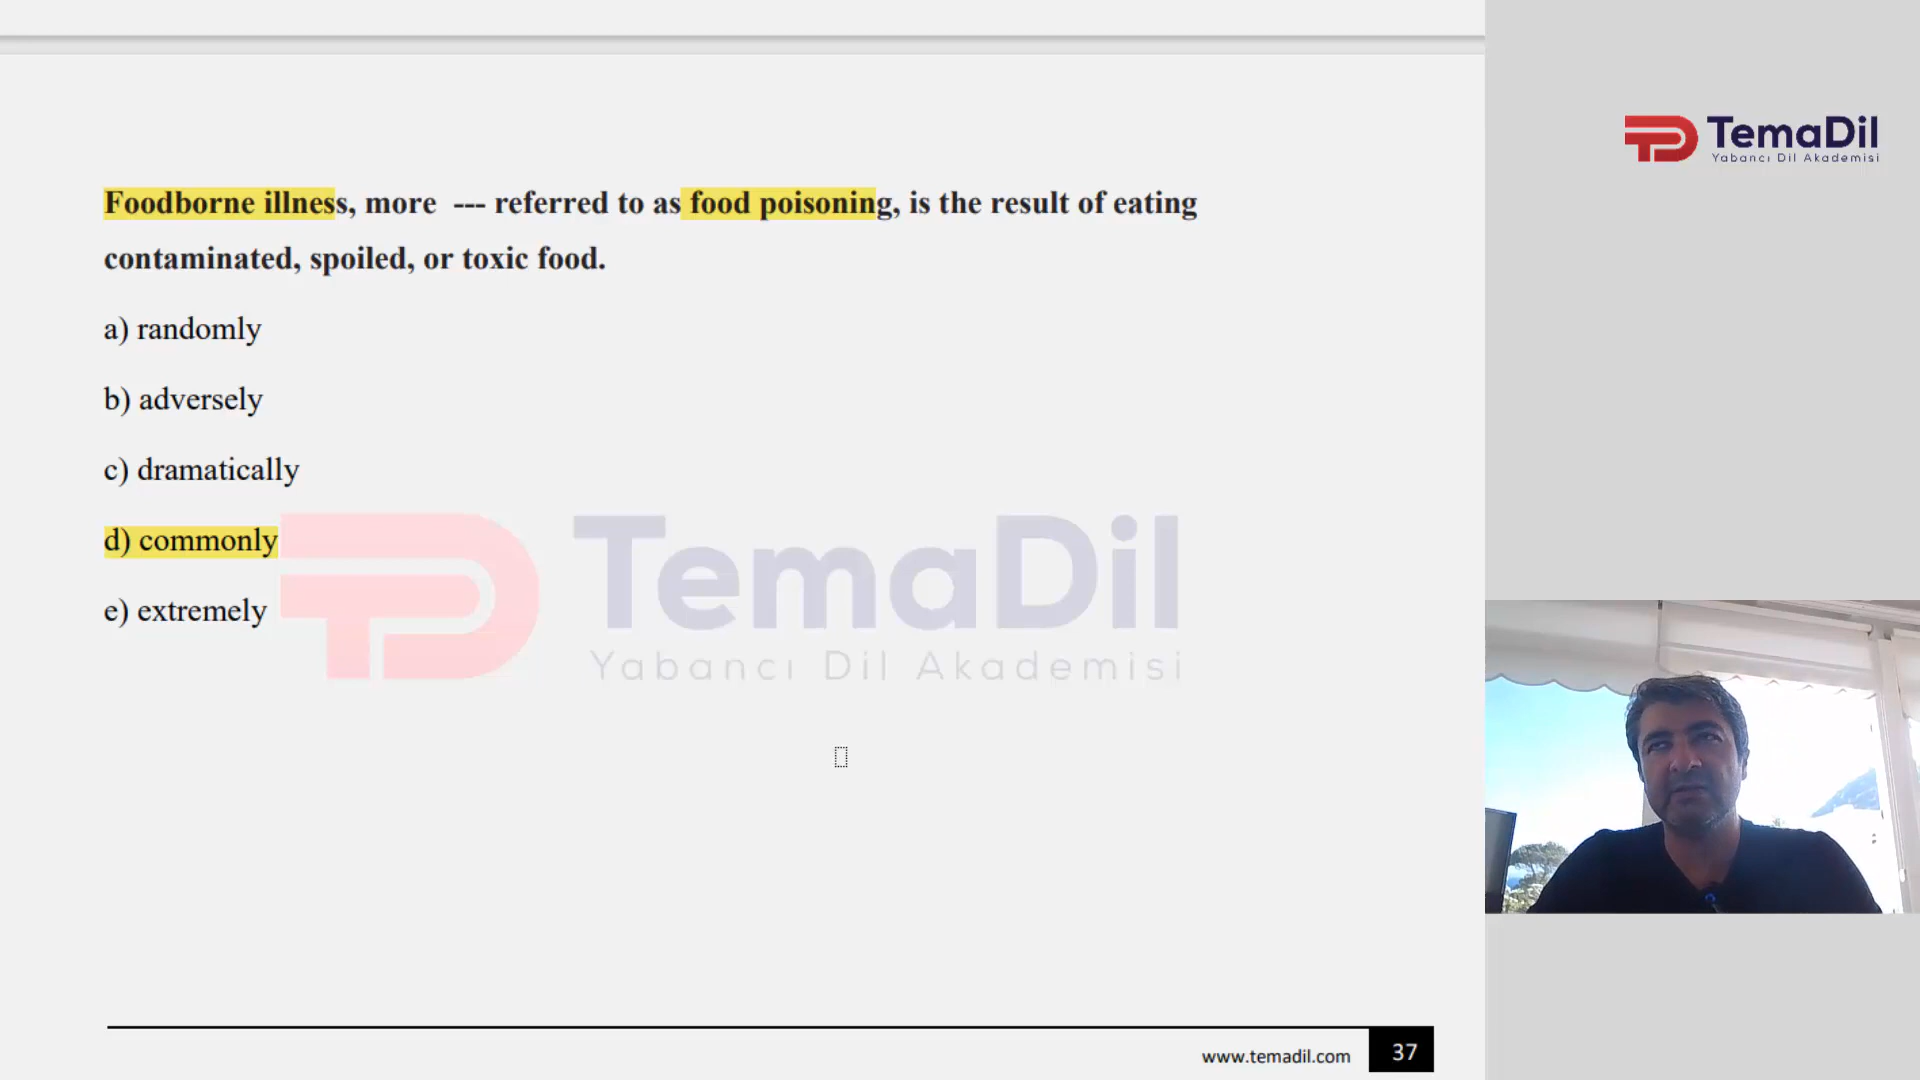 TemaDil
Yabancı Dil Akademisi
Foodborne illness, more --- referred to as food poisoning, is the result of eating
contaminated, spoiled, or toxic food.
a) randomly
b) adversely
c) dramatically
d) commonly
e) extremely
TemaDil
Yabancı Dil Akademisi
www.temadil.com 37